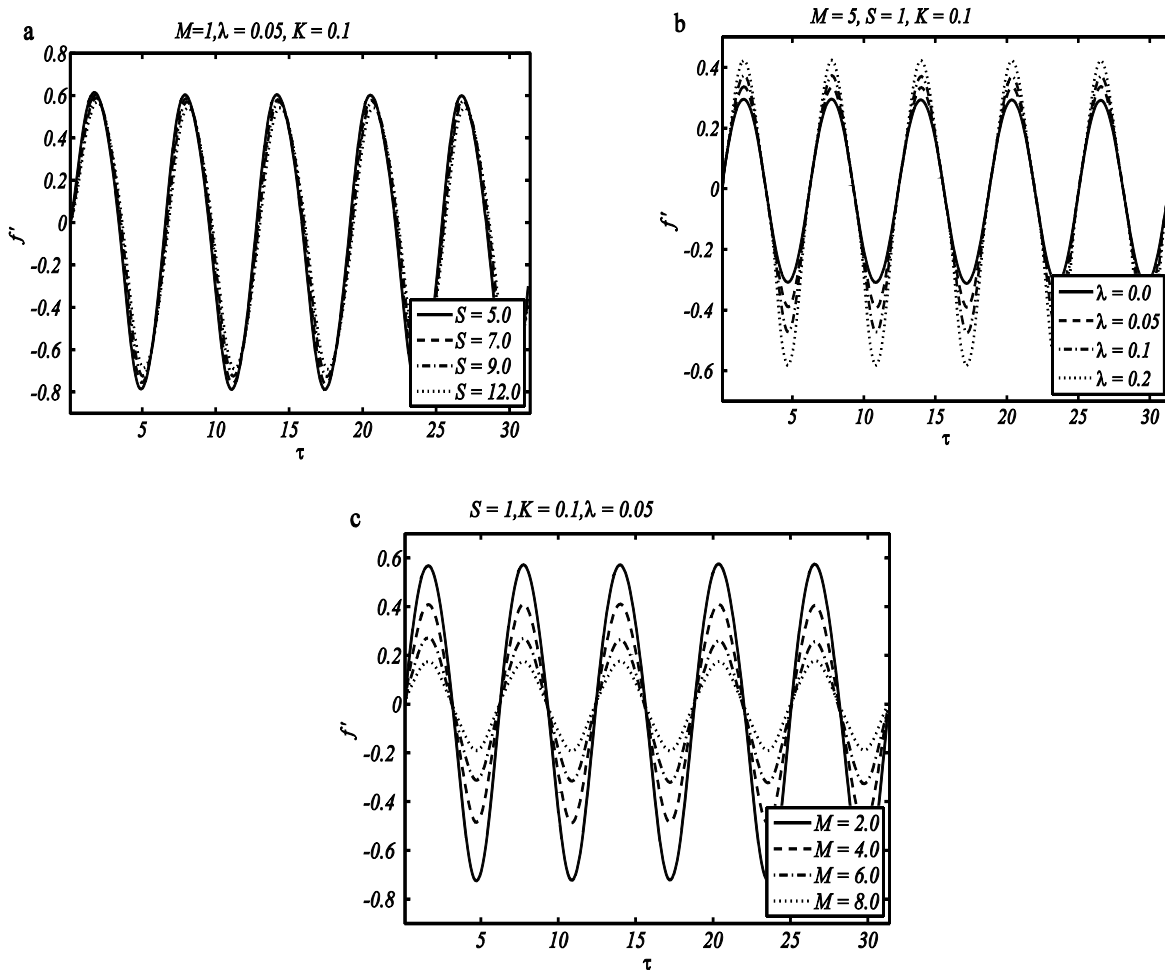 a
M=1,λ = 0.05, K = 0.1
0.8
0.6
0.4
0.2
0
-0.2
-0.4
-0.6
-0.8
f'
5
10
15
20
25
30
τ
S = 5.0
S = 7.0
S = 9.0
S = 12.0
b
M = 5, S = 1, K = 0.1
0.4
0.2
0
-0.2
-0.4
-0.6
f'
5
10
15
20
25
30
τ
λ = 0.0
λ = 0.05
λ = 0.1
λ = 0.2
c
S = 1,K = 0.1,λ = 0.05
0.6
0.4
0.2
0
-0.2
-0.4
-0.6
-0.8
f'
5
10
15
20
25
30
τ
M = 2.0
M = 4.0
M = 6.0
M = 8.0